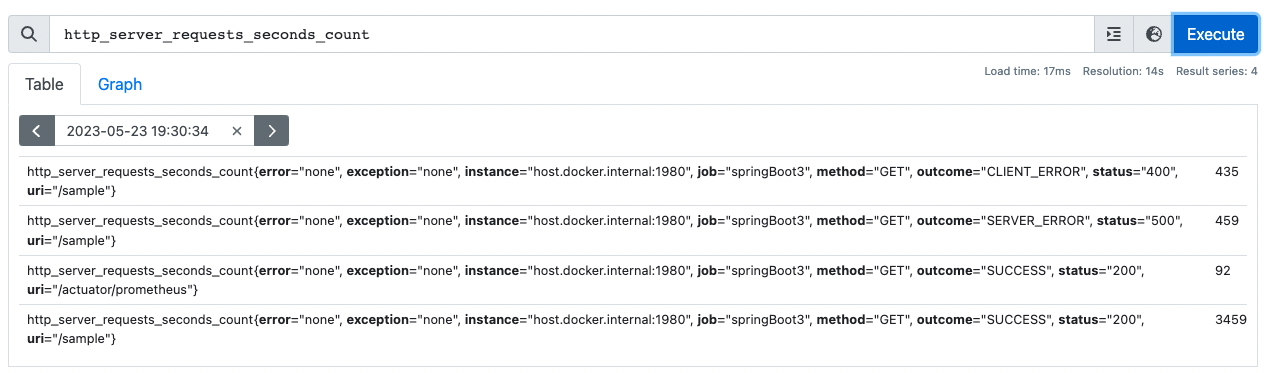 http_server_requests_seconds_count
Execute
Load time: 17ms Resolution: 14s Result series: 4
Table
Graph
2023-05-23 19:30:34
http_server_requests_seconds_count{error="none", exception="none", instance="host.docker.internal:1980", job="springBoot3", method="GET", outcome="CLIENT_ERROR", status="400", 435
uri="/sample"}
http_server_requests_seconds_count{error="none", exception="none", instance="host.docker.internal:1980", job="springBoot3", method="GET", outcome="SERVER_ERROR", status="500", 459
uri="/sample"}
http_server_requests_seconds_count{error="none", exception="none", instance="host.docker.internal:1980", job="springBoot3", method="GET", outcome="SUCCESS", status="200", 92
uri="/actuator/prometheus"}
http_server_requests_seconds_count{error="none", exception="none", instance="host.docker.internal:1980", job="springBoot3", method="GET", outcome="SUCCESS", status="200", 3459
uri="/sample"}